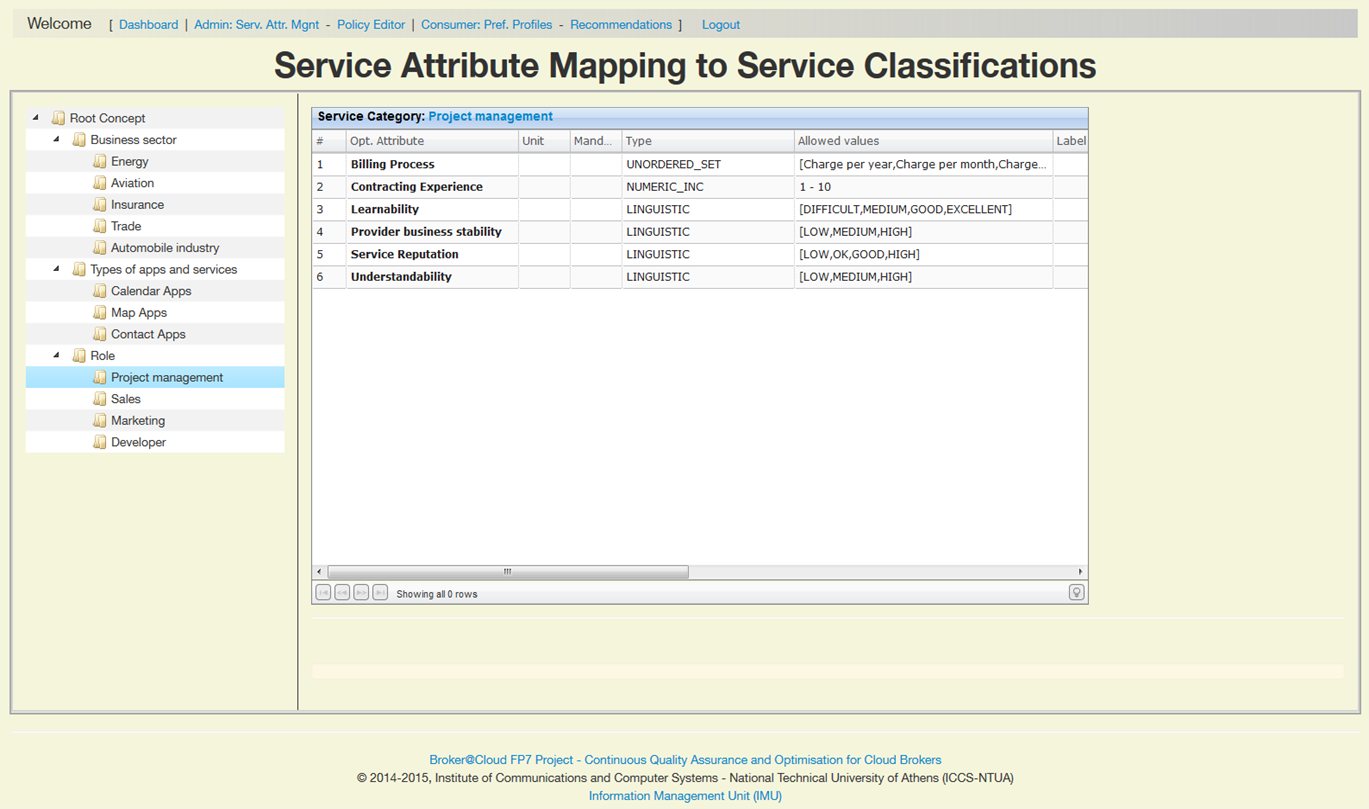 Welcome [ Dashboard | Admin: Serv. Attr. Mgnt - Policy Editor | Consumer: Pref. Profiles - Recommendations ] Logout
Service Attribute Mapping to Service Classifications
Root Concept
Business sector
Energy
Aviation
Insurance
Trade
Automobile industry
Types of apps and services
Calendar Apps
Map Apps
Contact Apps
Role
Project management
Sales
Marketing
Developer
Service Category: Project management
# Opt. Attribute Unit Mand... Type Allowed values Label
1 Billing Process UNORDERED_SET [Charge per year,Charge per month,Charge...
2 Contracting Experience NUMERIC_INC 1 - 10
3 Learnability LINGUISTIC [DIFFICULT,MEDIUM,GOOD,EXCELLENT]
4 Provider business stability LINGUISTIC [LOW,MEDIUM,HIGH]
5 Service Reputation LINGUISTIC [LOW,OK,GOOD,HIGH]
6 Understandability LINGUISTIC [LOW,MEDIUM,HIGH]
Showing all 0 rows
Broker@Cloud FP7 Project - Continuous Quality Assurance and Optimisation for Cloud Brokers
© 2014-2015, Institute of Communications and Computer Systems - National Technical University of Athens (ICCS-NTUA)
Information Management Unit (IMU)